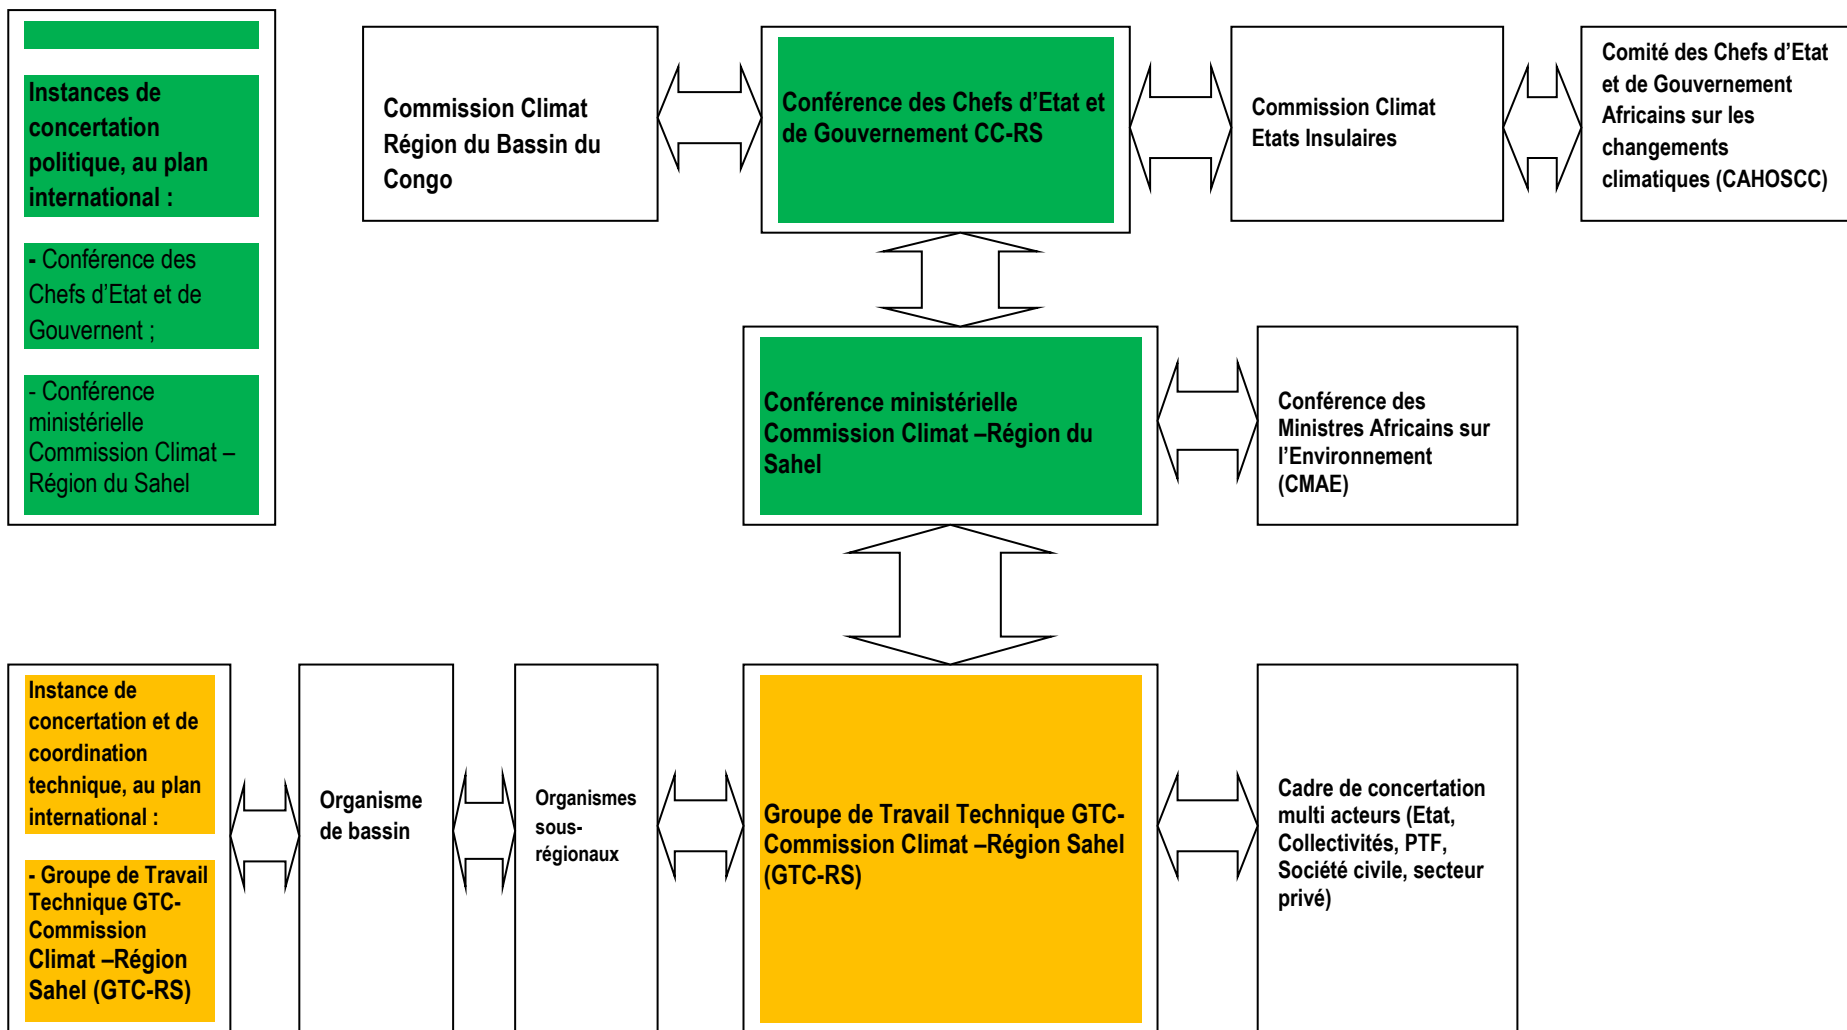 Instances de
concertation
politique, au plan
international :
- Conférence des
Chefs d’Etat et de
Gouvernent ;
- Conférence
ministérielle
Commission Climat –
Région du Sahel
Commission Climat
Région du Bassin du
Congo
Conférence des Chefs d’Etat et
de Gouvernement CC-RS
Commission Climat
Etats Insulaires
Comité des Chefs d’Etat
et de Gouvernement
Africains sur les
changements
climatiques (CAHOSCC)
Conférence ministérielle
Commission Climat –Région du
Sahel
Conférence des
Ministres Africains sur
l’Environnement
(CMAE)
Instance de
concertation et de
coordination
technique, au plan
international :
- Groupe de Travail
Technique GTC-
Commission
Climat –Région
Sahel (GTC-RS)
Organisme
de bassin
Organismes
sous-
régionaux
Groupe de Travail Technique GTC-
Commission Climat –Région Sahel
(GTC-RS)
Cadre de concertation
multi acteurs (Etat,
Collectivités, PTF,
Société civile, secteur
privé)